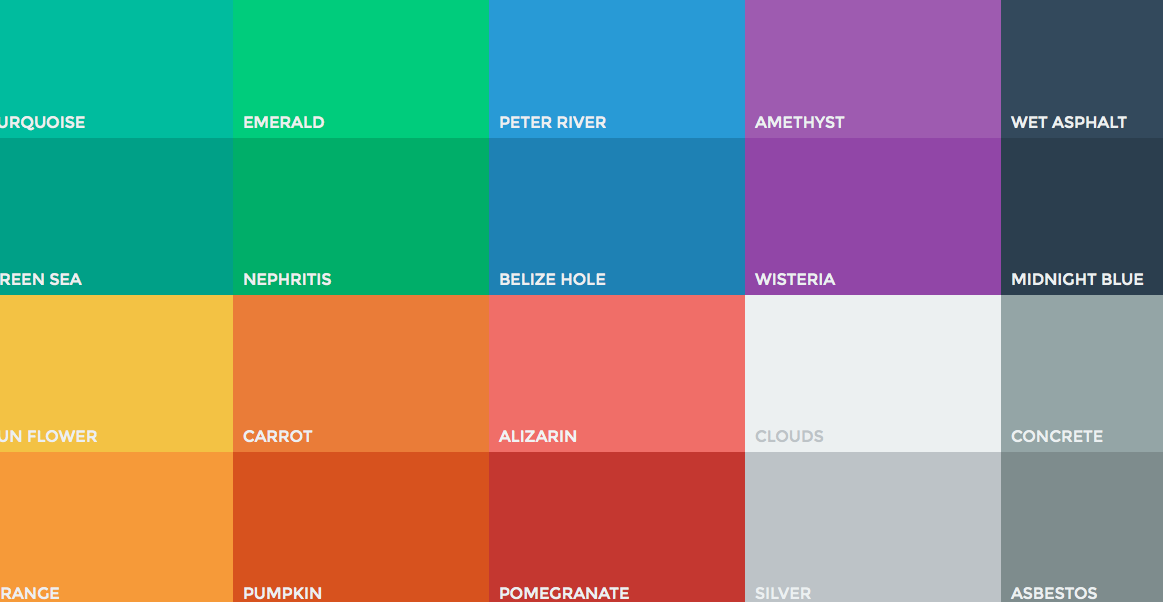 URQUOISE
EMERALD
PETER RIVER
AMETHYST
WET ASPHALT
REEN SEA
NEPHRITIS
BELIZE HOLE
WISTERIA
MIDNIGHT BLUE
UN FLOWER
CARROT
ALIZARIN
CLOUDS
CONCRETE
RANGE
PUMPKIN
POMEGRANATE
SILVER
ASBESTOS